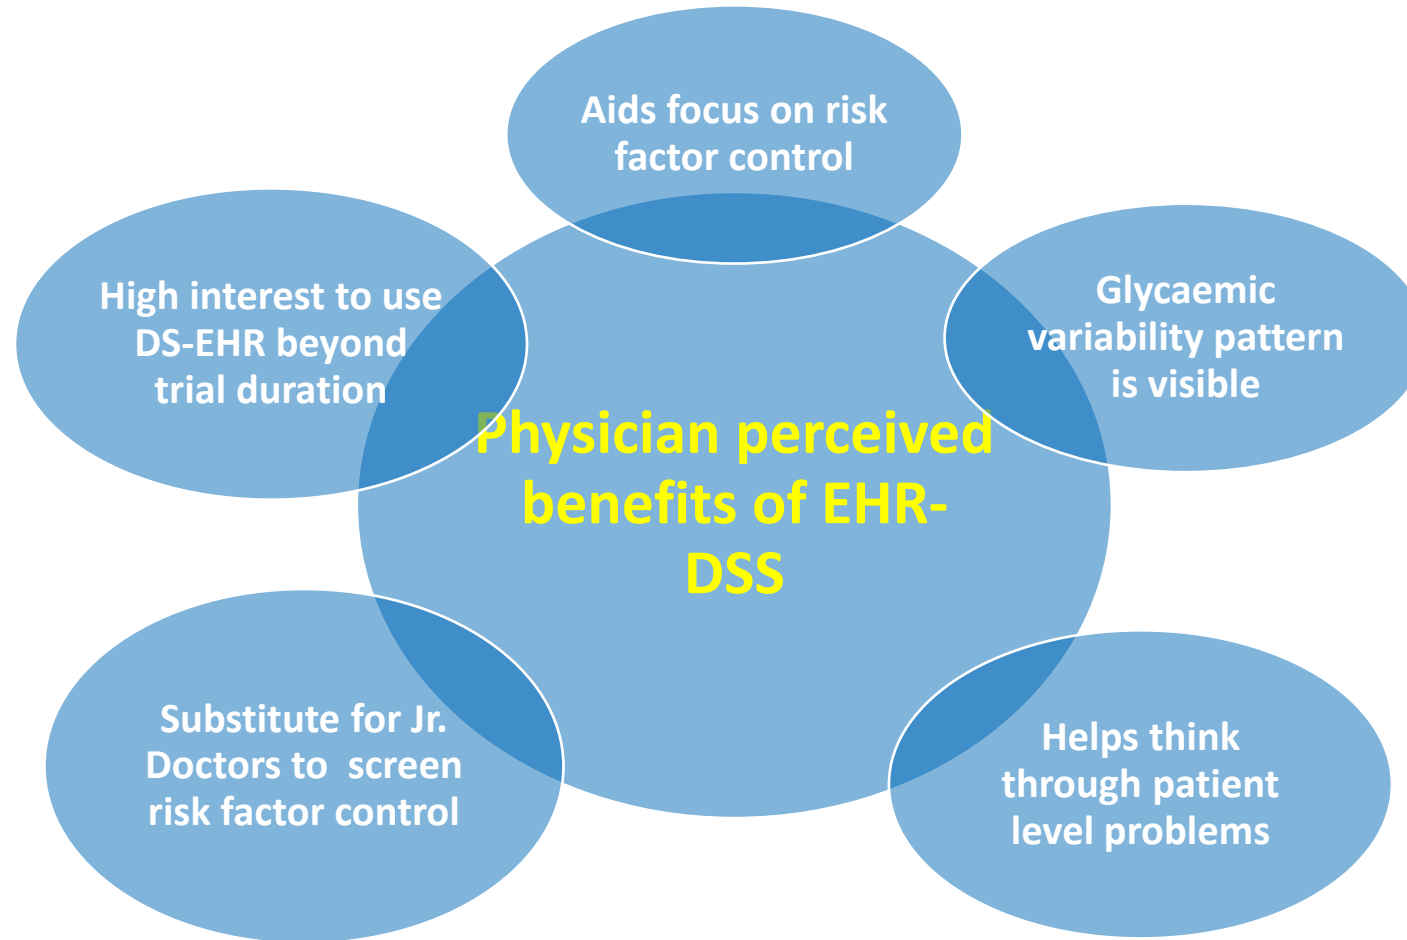 Aids focus on risk
factor control
High interest to use
DS-EHR beyond
trial duration
Glycaemic
variability pattern
is visible
Physician perceived
benefits of EHR-
DSS
Substitute for Jr.
Doctors to  screen
risk factor control
Helps think
through patient
level problems